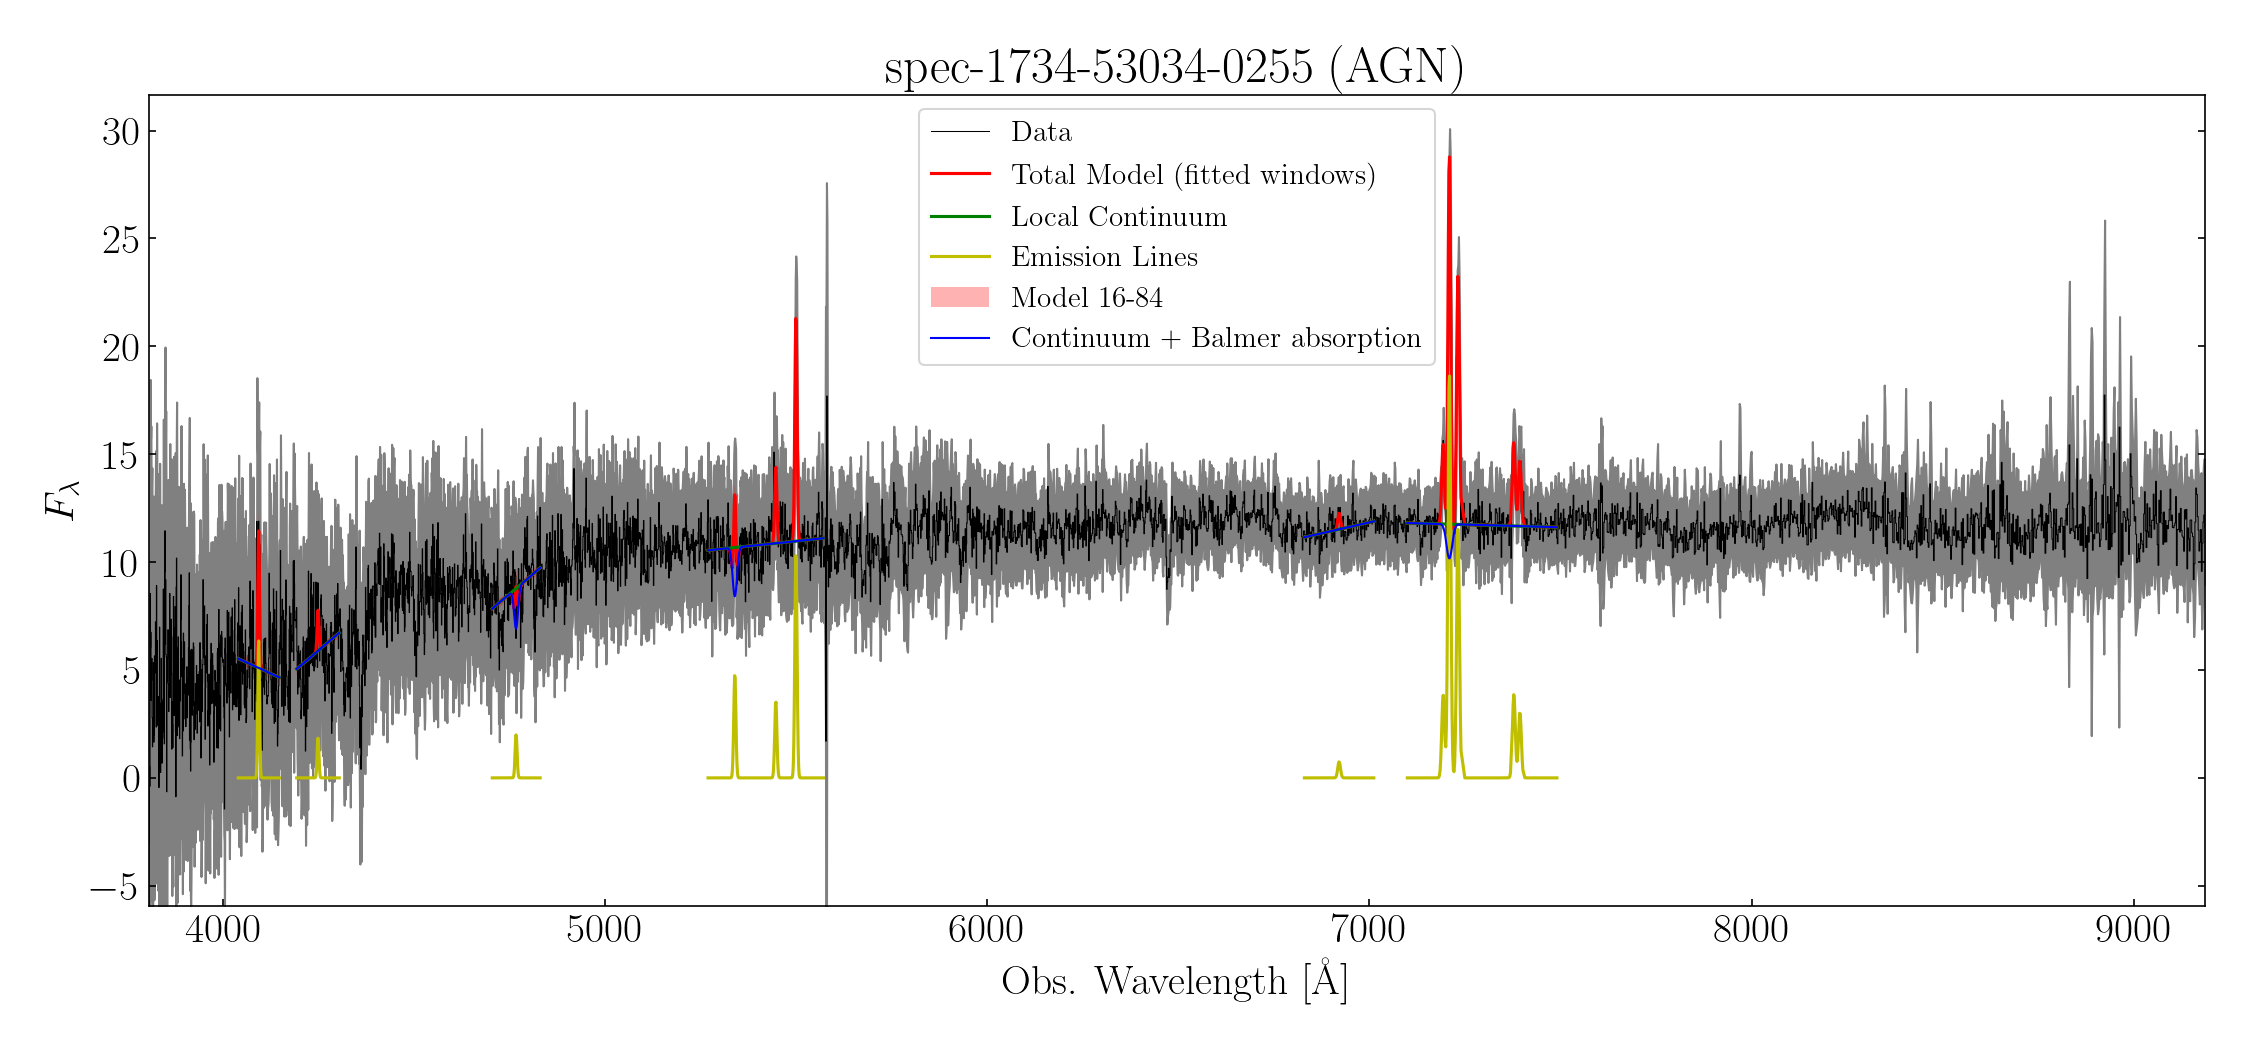 spec-1734-53034-0255 (AGN)
Data
Total Model (fitted windows)
Local Continuum
Emission Lines
Model 16-84
Continuum + Balmer absorption
30
25
20
15
10
5
0
−5
F_λ
4000 5000 6000 7000 8000 9000
Obs. Wavelength [Å]